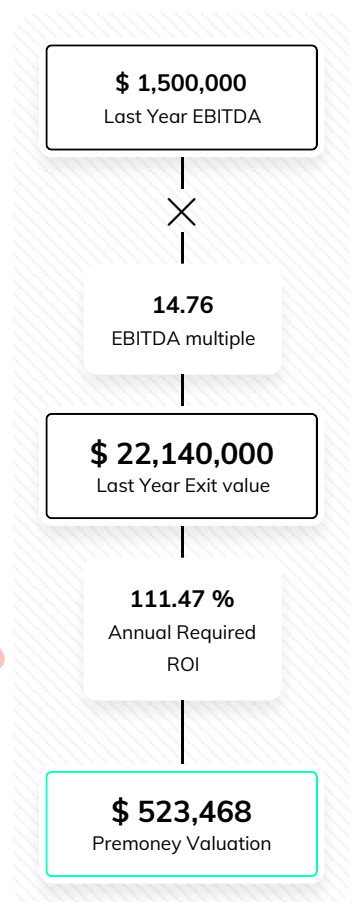 $ 1,500,000
Last Year EBITDA
14.76
EBITDA multiple
$ 22,140,000
Last Year Exit value
111.47 %
Annual Required
ROI
$ 523,468
Premoney Valuation